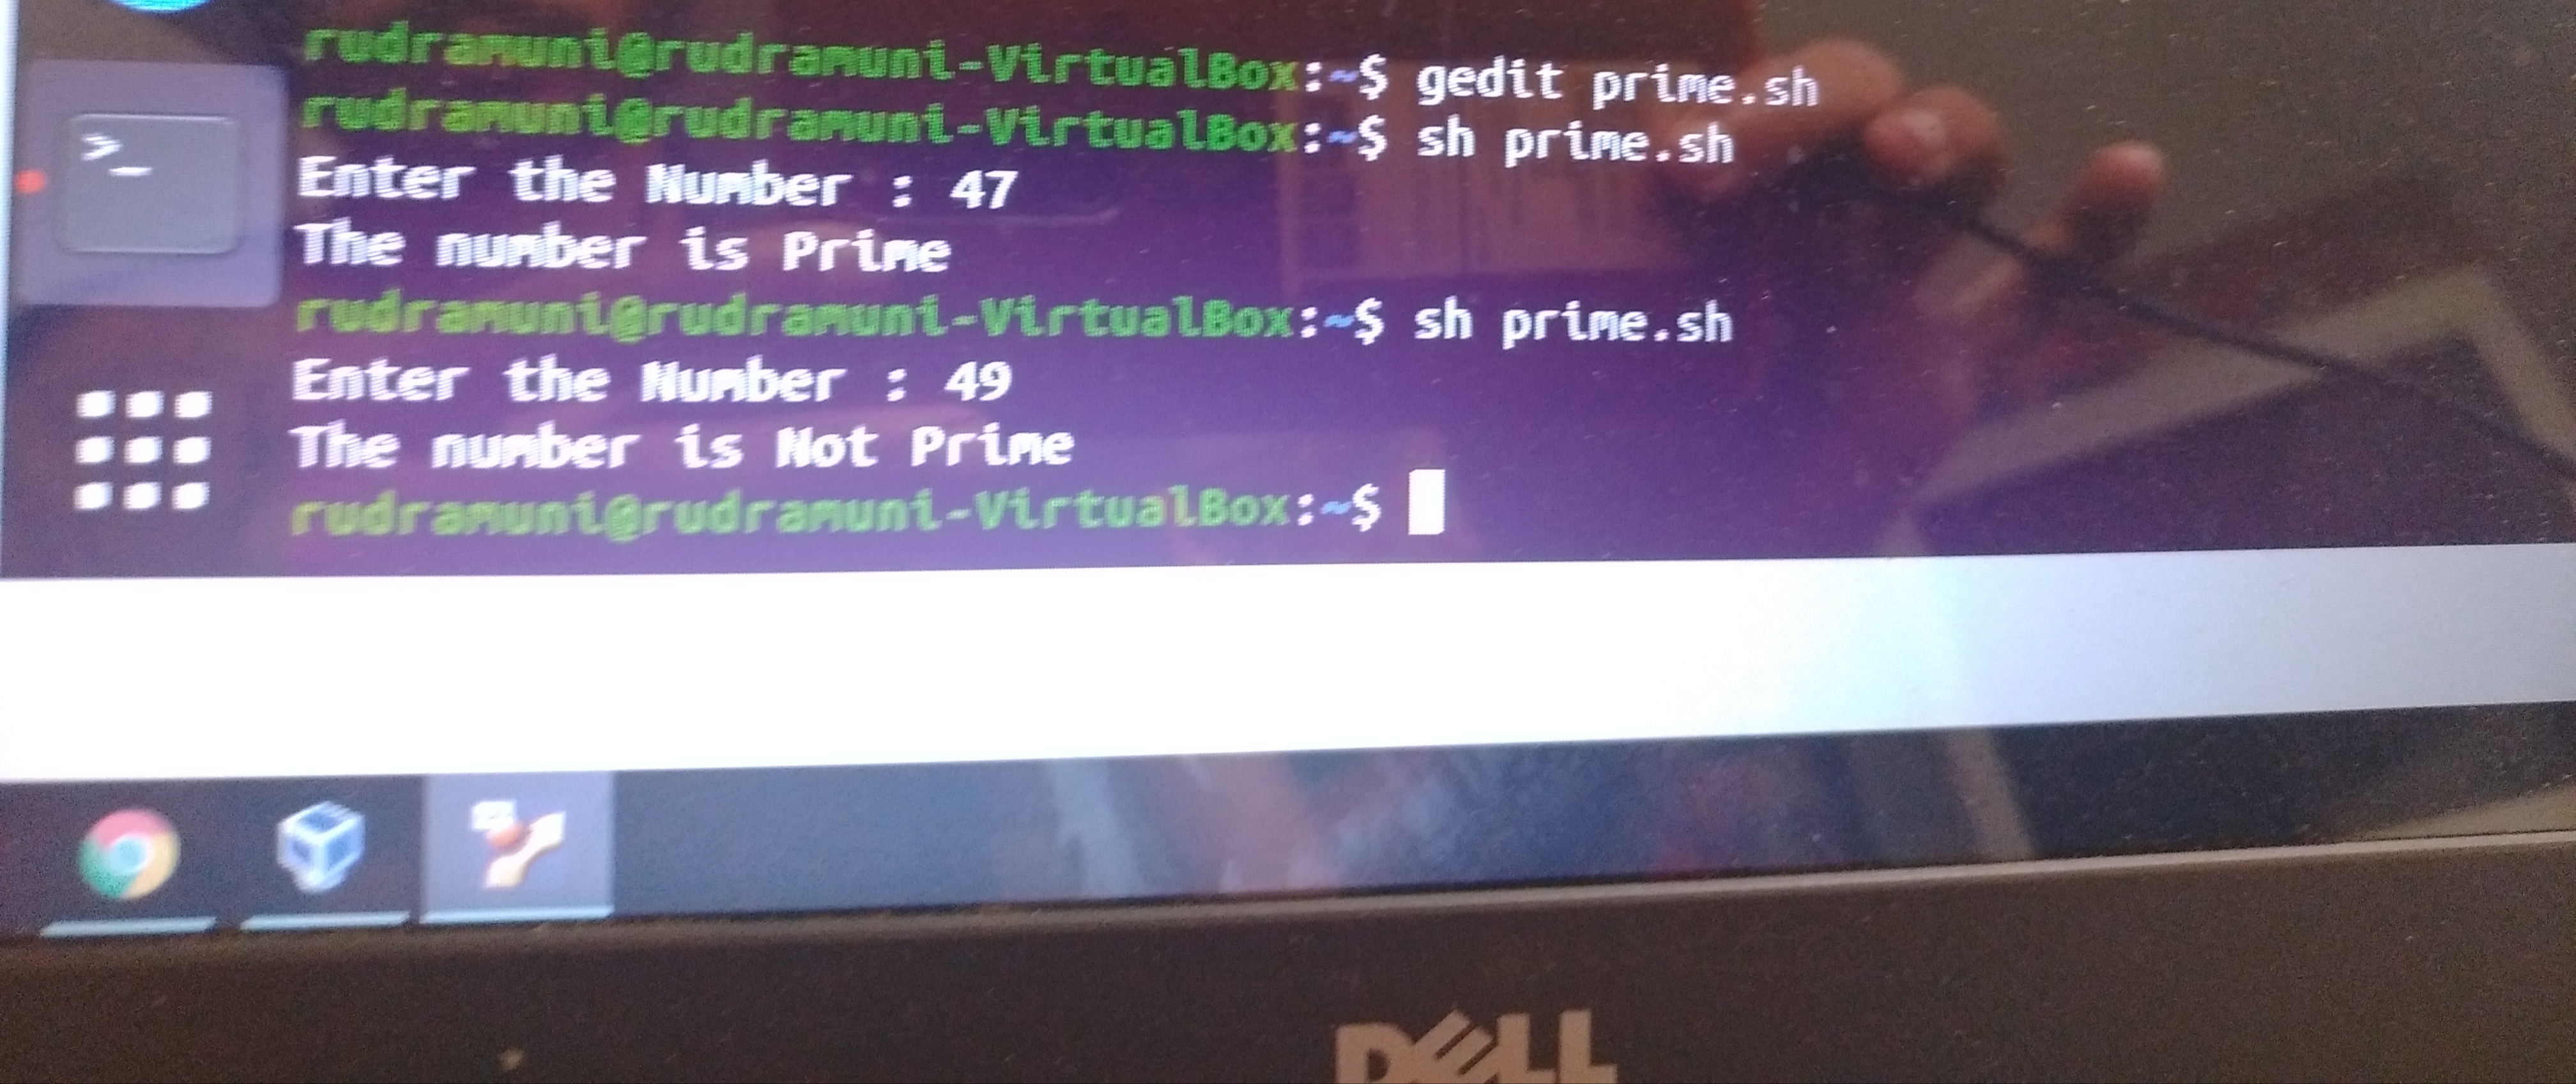 rudramuni@rudramuni-VirtualBox:~$ gedit prime.sh
rudramuni@rudramuni-VirtualBox:~$ sh prime.sh
Enter the Number : 47
The number is Prime
rudramuni@rudramuni-VirtualBox:~$ sh prime.sh
Enter the Number : 49
The number is Not Prime
rudramuni@rudramuni-VirtualBox:~$
DELL